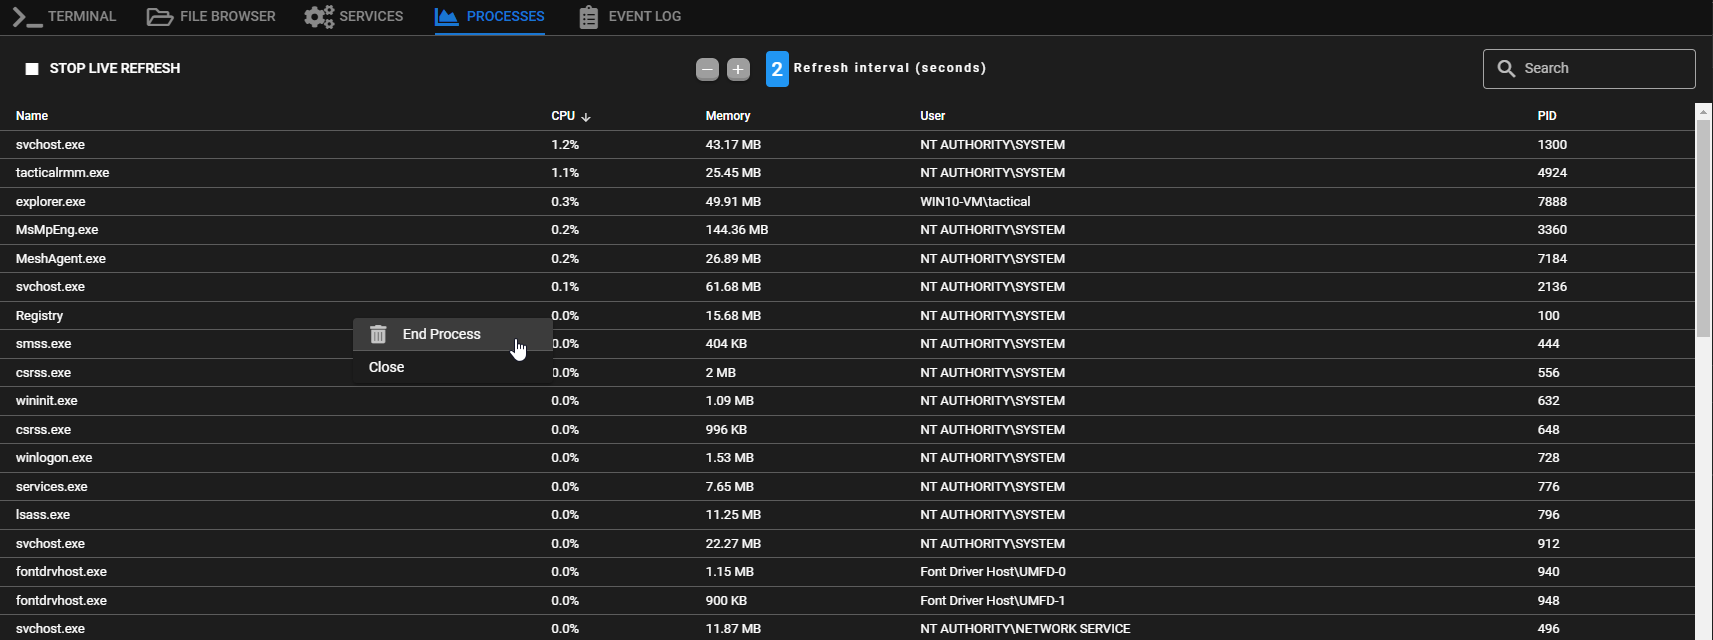 TERMINAL FILE BROWSER SERVICES PROCESSES EVENT LOG
STOP LIVE REFRESH 2 Refresh interval (seconds) Search
Name CPU Memory User PID
svchost.exe 1.2% 43.17 MB NT AUTHORITY\SYSTEM 1300
tacticalrmm.exe 1.1% 25.45 MB NT AUTHORITY\SYSTEM 4924
explorer.exe 0.3% 49.91 MB WIN10-VM\tactical 7888
MsMpEng.exe 0.2% 144.36 MB NT AUTHORITY\SYSTEM 3360
MeshAgent.exe 0.2% 26.89 MB NT AUTHORITY\SYSTEM 7184
svchost.exe 0.1% 61.68 MB NT AUTHORITY\SYSTEM 2136
Registry 0.0% 15.68 MB NT AUTHORITY\SYSTEM 100
End Process
smss.exe 0.0% 404 KB NT AUTHORITY\SYSTEM 444
Close
csrss.exe 0.0% 2 MB NT AUTHORITY\SYSTEM 556
wininit.exe 0.0% 1.09 MB NT AUTHORITY\SYSTEM 632
csrss.exe 0.0% 996 KB NT AUTHORITY\SYSTEM 648
winlogon.exe 0.0% 1.53 MB NT AUTHORITY\SYSTEM 728
services.exe 0.0% 7.65 MB NT AUTHORITY\SYSTEM 776
lsass.exe 0.0% 11.25 MB NT AUTHORITY\SYSTEM 796
svchost.exe 0.0% 22.27 MB NT AUTHORITY\SYSTEM 912
fontdrvhost.exe 0.0% 1.15 MB Font Driver Host\UMFD-0 940
fontdrvhost.exe 0.0% 900 KB Font Driver Host\UMFD-1 948
svchost.exe 0.0% 11.87 MB NT AUTHORITY\NETWORK SERVICE 496